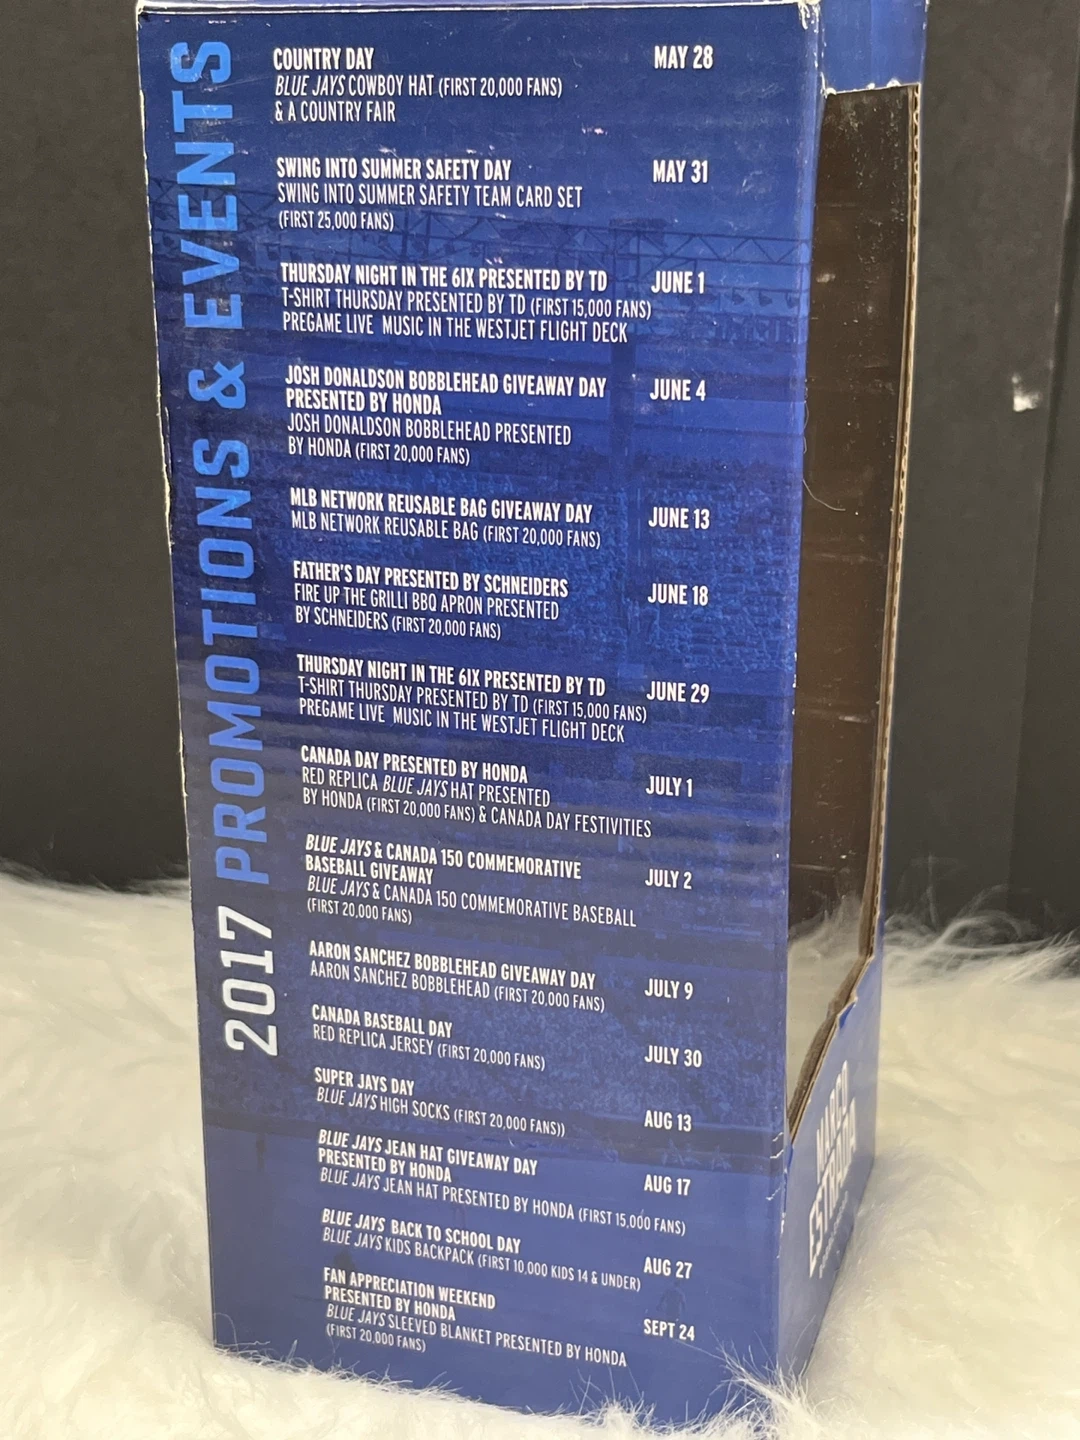 2017 PROMOTIONS & EVENTS
COUNTRY DAY MAY 28
BLUE JAYS COWBOY HAT (FIRST 20,000 FANS)
& A COUNTRY FAIR
SWING INTO SUMMER SAFETY DAY MAY 31
SWING INTO SUMMER SAFETY TEAM CARD SET
(FIRST 25,000 FANS)
THURSDAY NIGHT IN THE 6IX PRESENTED BY TD JUNE 1
T-SHIRT THURSDAY PRESENTED BY TD (FIRST 15,000 FANS)
PREGAME LIVE MUSIC IN THE WESTJET FLIGHT DECK
JOSH DONALDSON BOBBLEHEAD GIVEAWAY DAY JUNE 4
PRESENTED BY HONDA
JOSH DONALDSON BOBBLEHEAD PRESENTED
BY HONDA (FIRST 20,000 FANS)
MLB NETWORK REUSABLE BAG GIVEAWAY DAY JUNE 13
MLB NETWORK REUSABLE BAG (FIRST 20,000 FANS)
FATHER'S DAY PRESENTED BY SCHNEIDERS JUNE 18
FIRE UP THE GRILLI BBQ APRON PRESENTED
BY SCHNEIDERS (FIRST 20,000 FANS)
THURSDAY NIGHT IN THE 6IX PRESENTED BY TD JUNE 29
T-SHIRT THURSDAY PRESENTED BY TD (FIRST 15,000 FANS)
PREGAME LIVE MUSIC IN THE WESTJET FLIGHT DECK
CANADA DAY PRESENTED BY HONDA JULY 1
RED REPLICA BLUE JAYS HAT PRESENTED
BY HONDA (FIRST 20,000 FANS) & CANADA DAY FESTIVITIES
BLUE JAYS & CANADA 150 COMMEMORATIVE JULY 2
BASEBALL GIVEAWAY
BLUE JAYS & CANADA 150 COMMEMORATIVE BASEBALL
(FIRST 20,000 FANS)
AARON SANCHEZ BOBBLEHEAD GIVEAWAY DAY JULY 9
AARON SANCHEZ BOBBLEHEAD (FIRST 20,000 FANS)
CANADA BASEBALL DAY JULY 30
RED REPLICA JERSEY (FIRST 20,000 FANS)
SUPER JAYS DAY AUG 13
BLUE JAYS HIGH SOCKS (FIRST 20,000 FANS))
BLUE JAYS JEAN HAT GIVEAWAY DAY AUG 17
PRESENTED BY HONDA
BLUE JAYS JEAN HAT PRESENTED BY HONDA (FIRST 15,000 FANS)
BLUE JAYS BACK TO SCHOOL DAY AUG 27
BLUE JAYS KIDS BACKPACK (FIRST 10,000 KIDS 14 & UNDER)
FAN APPRECIATION WEEKEND SEPT 24
PRESENTED BY HONDA
BLUE JAYS SLEEVED BLANKET PRESENTED BY HONDA
(FIRST 20,000 FANS)
MARCO
ESTRADA